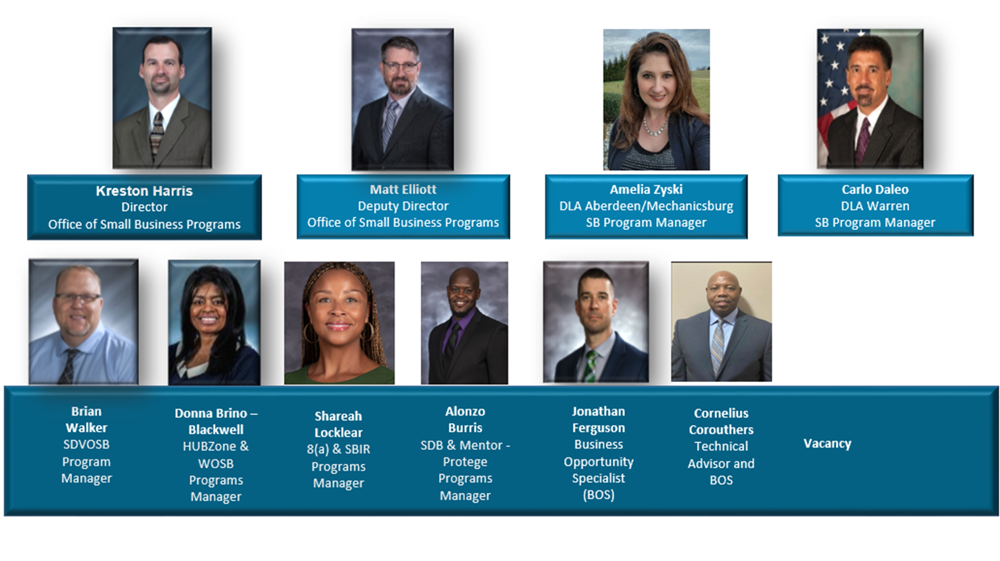 Kreston Harris
Director
Office of Small Business Programs
Matt Elliott
Deputy Director
Office of Small Business Programs
Amelia Zyski
DLA Aberdeen/Mechanicsburg
SB Program Manager
Carlo Daleo
DLA Warren
SB Program Manager
Brian
Walker
SDVOSB
Program
Manager
Donna Brino –
Blackwell
HUBZone &
WOSB
Programs
Manager
Shareah
Locklear
8(a) & SBIR
Programs
Manager
Alonzo
Burris
SDB & Mentor -
Protege
Programs
Manager
Jonathan
Ferguson
Business
Opportunity
Specialist
(BOS)
Cornelius
Corouthers
Technical
Advisor and
BOS
Vacancy